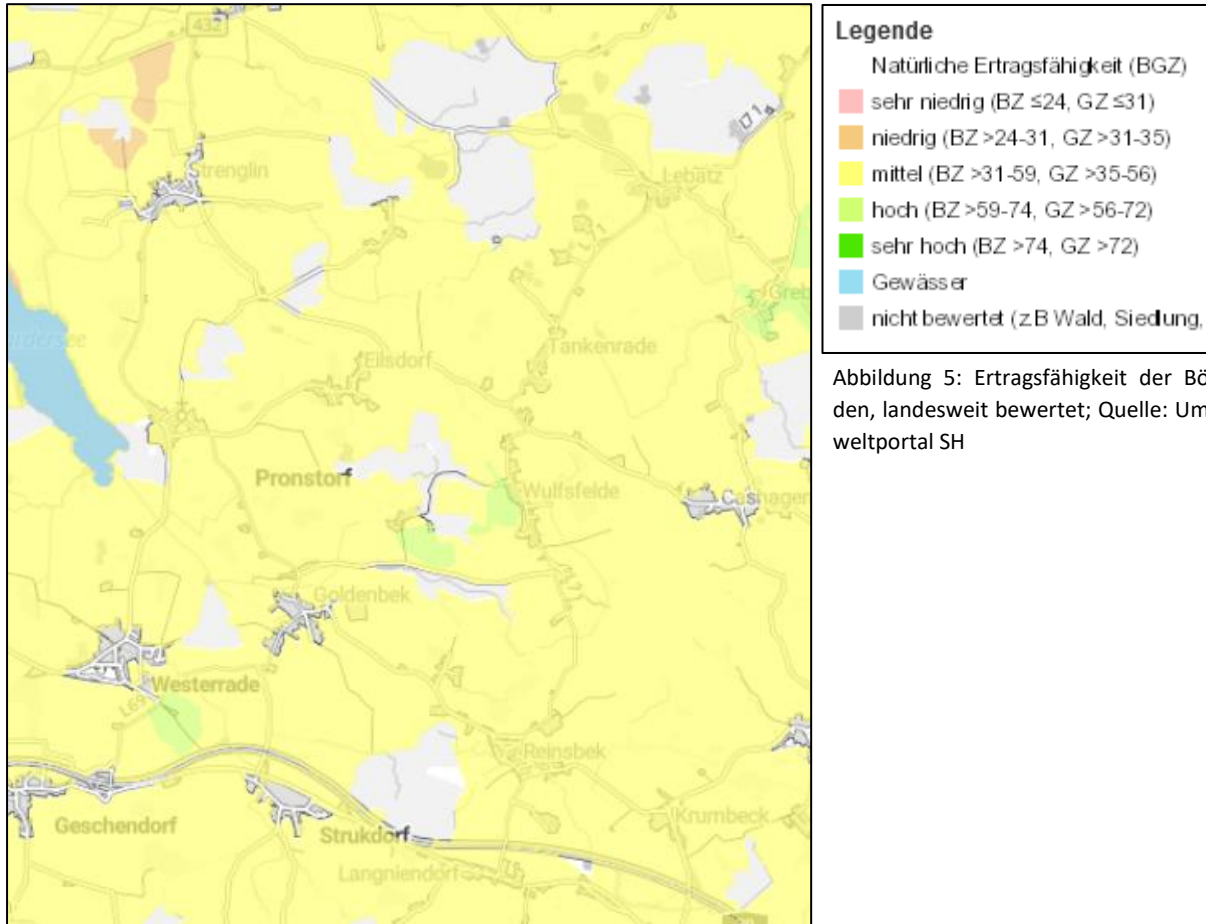 432
Strenglin
Lebatz
L71
Tankenrade
Eilsdorf
Pronstorf
Wulfsfelde
Goldenbek
Westerrade
L69
Reinsbek
Geschendorf
Strukdorf
Krumbeck
Langniendorf
Legende
Natürliche Ertragsfähigkeit (BGZ)
sehr niedrig (BZ ≤24, GZ ≤31)
niedrig (BZ >24-31, GZ >31-35)
mittel (BZ >31-59, GZ >35-56)
hoch (BZ >59-74, GZ >56-72)
sehr hoch (BZ >74, GZ >72)
Gewässer
nicht bewertet (z.B Wald, Siedlung,
Abbildung 5: Ertragsfähigkeit der Bö
den, landesweit bewertet; Quelle: Um
weltportal SH